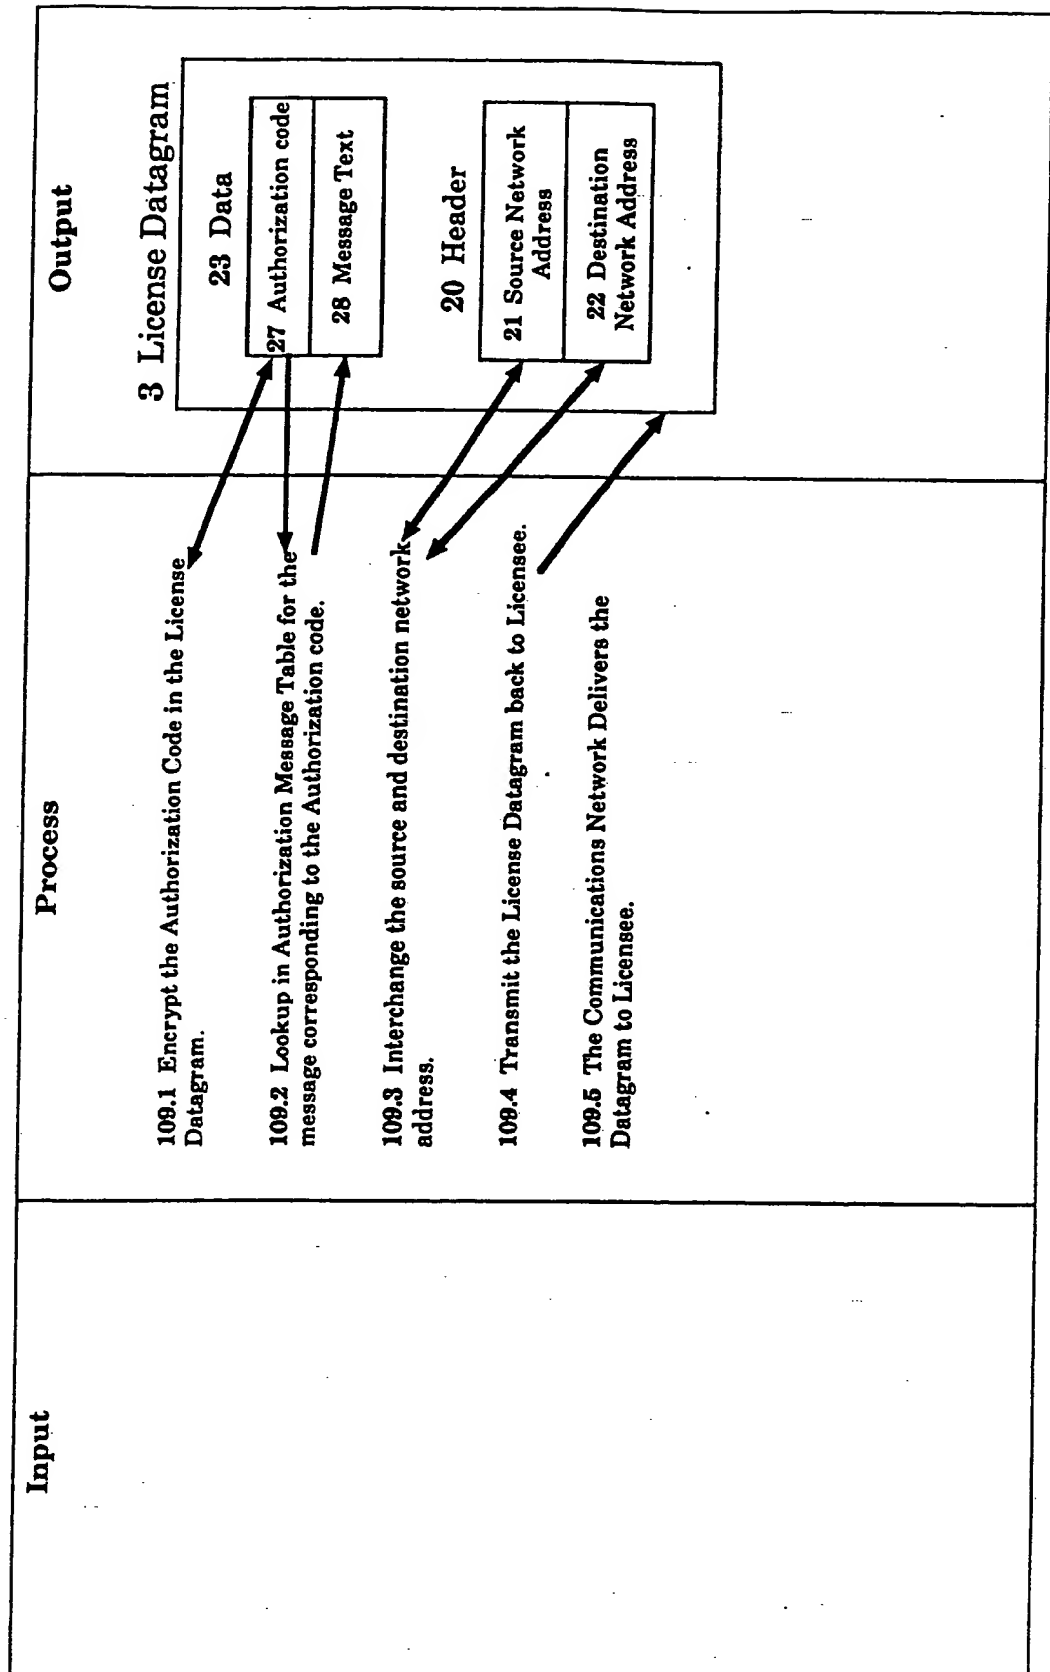 Input
Process
Output
109.1 Encrypt the Authorization Code in the License
Datagram.
109.2 Lookup in Authorization Message Table for the
message corresponding to the Authorization code.
109.3 Interchange the source and destination network
address.
109.4 Transmit the License Datagram back to Licensee.
109.5 The Communications Network Delivers the
Datagram to Licensee.
3 License Datagram
23 Data
27 Authorization code
28 Message Text
20 Header
21 Source Network
Address
22 Destination
Network Address